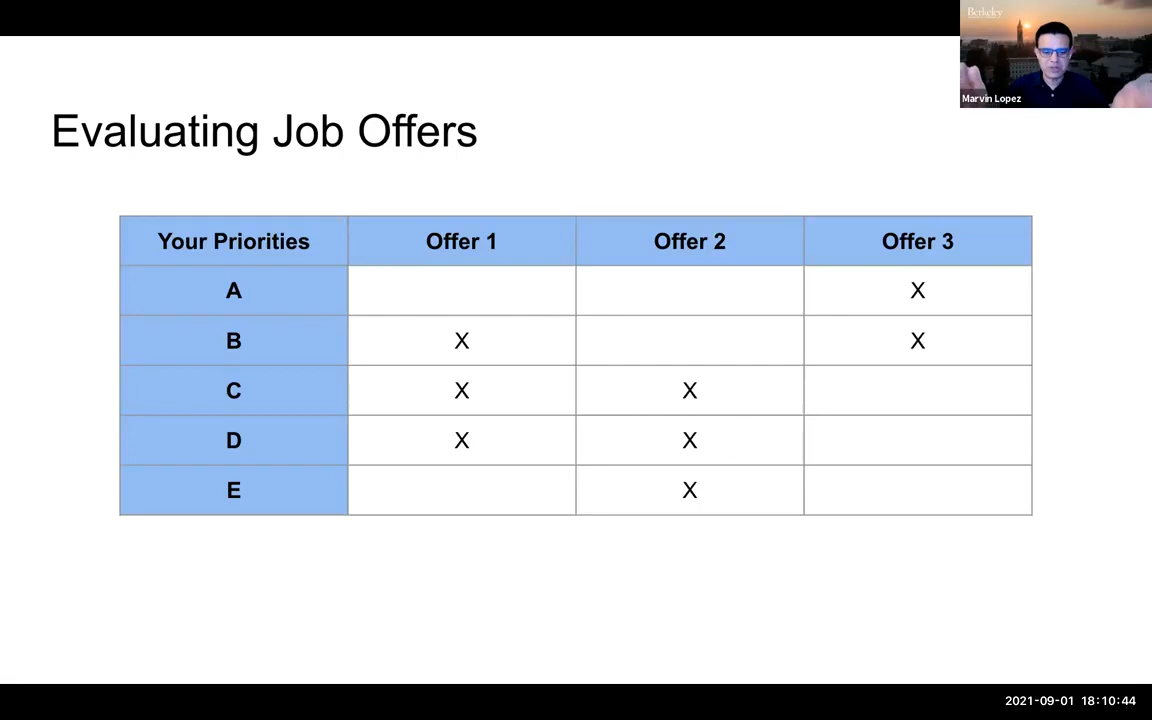 Berkeley
Marvin Lopez
Evaluating Job Offers
Your Priorities Offer 1 Offer 2 Offer 3
A X
B X X
C X X
D X X
E X
2021-09-01 18:10:44